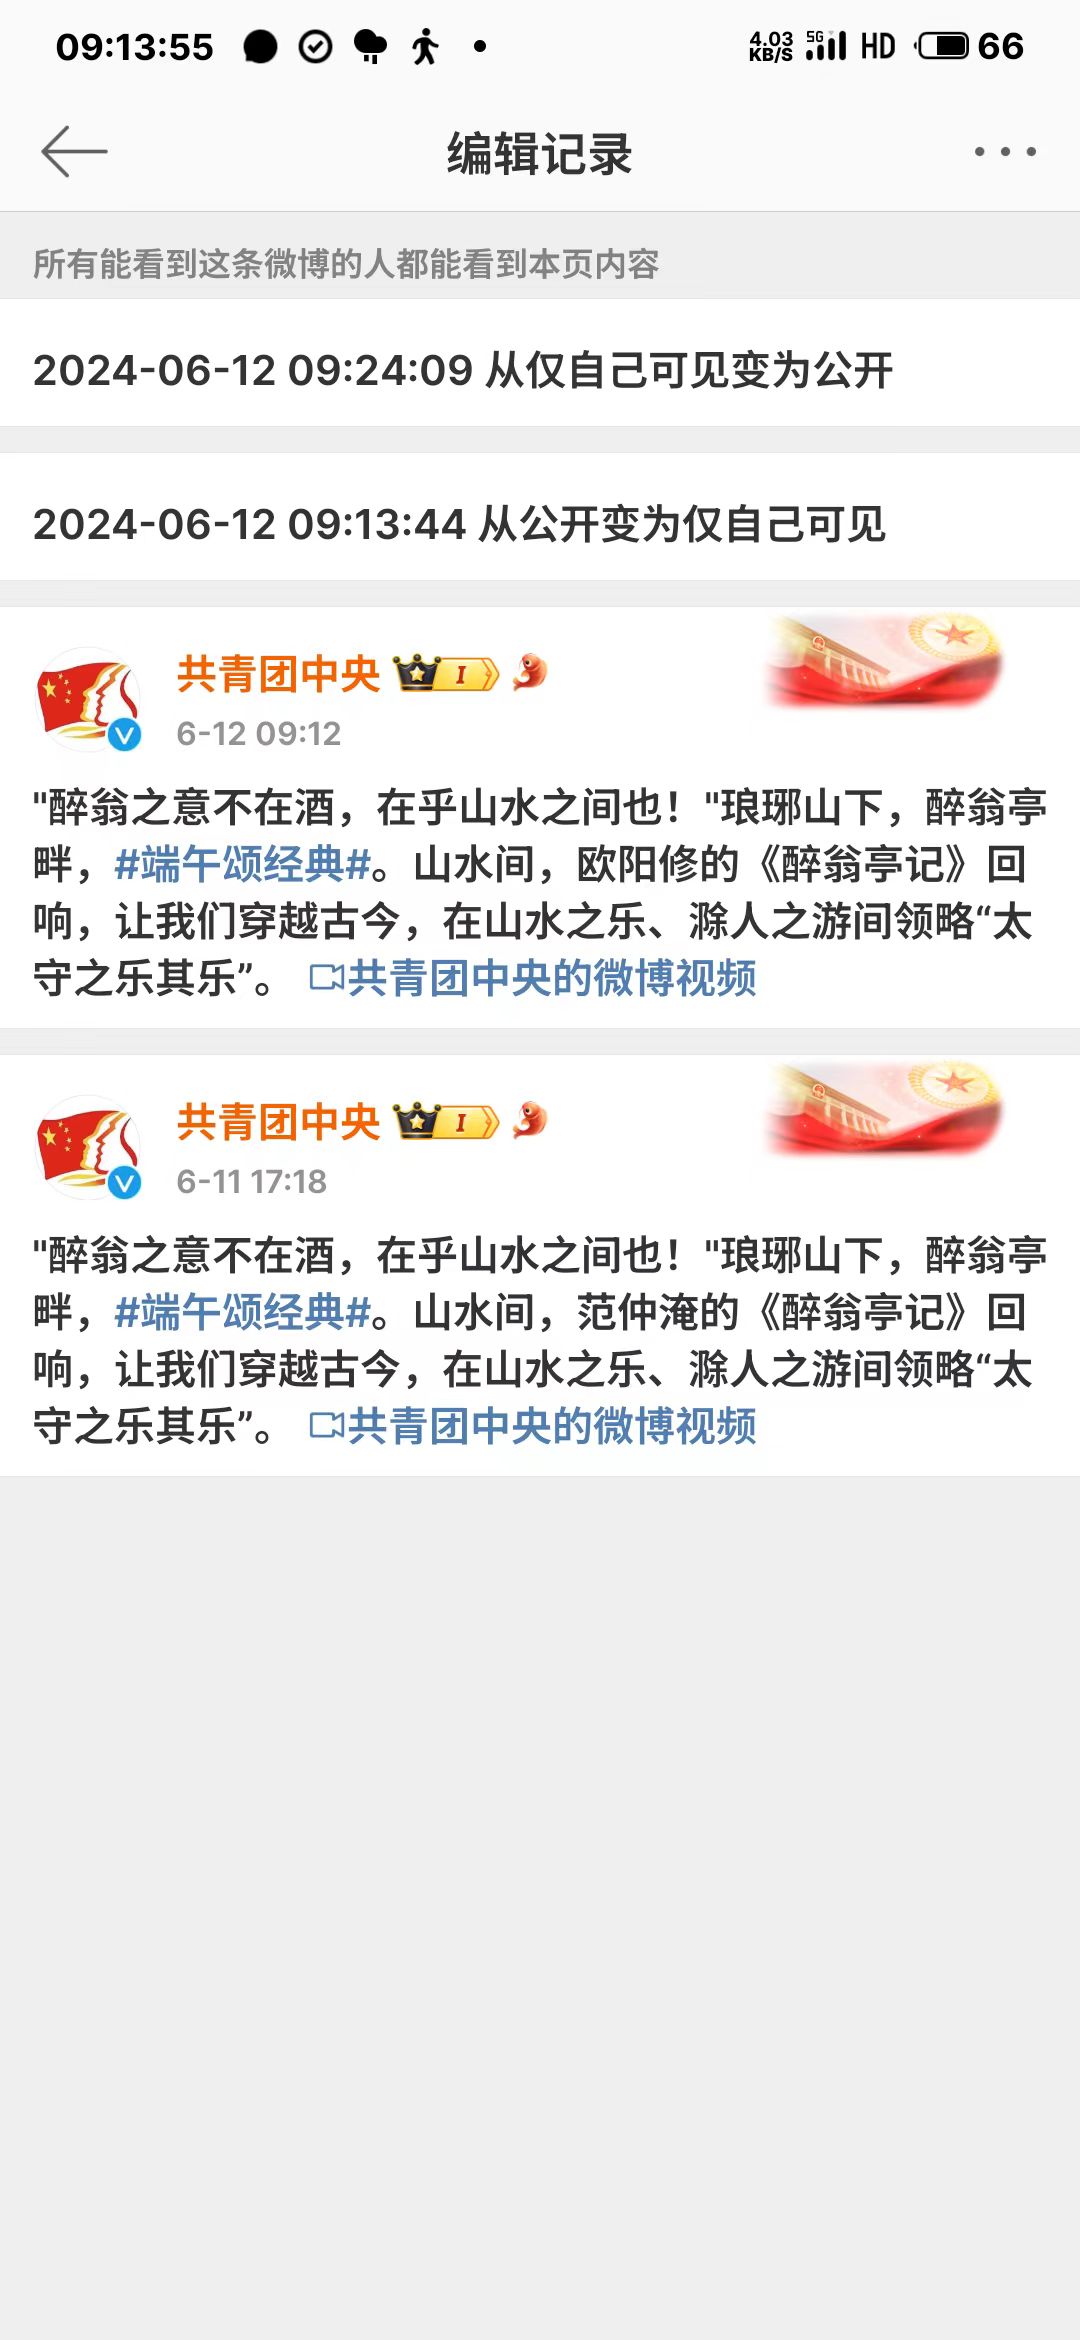 09:13:55
4.03 KB/S 5G HD 66
编辑记录
所有能看到这条微博的人都能看到本页内容
2024-06-12 09:24:09 从仅自己可见变为公开
2024-06-12 09:13:44 从公开变为仅自己可见
共青团中央 I
6-12 09:12
"醉翁之意不在酒，在乎山水之间也！"琅琊山下，醉翁亭
畔，#端午颂经典#。山水间，欧阳修的《醉翁亭记》回
响，让我们穿越古今，在山水之乐、滁人之游间领略“太
守之乐其乐”。 共青团中央的微博视频
共青团中央 I
6-11 17:18
"醉翁之意不在酒，在乎山水之间也！"琅琊山下，醉翁亭
畔，#端午颂经典#。山水间，范仲淹的《醉翁亭记》回
响，让我们穿越古今，在山水之乐、滁人之游间领略“太
守之乐其乐”。 共青团中央的微博视频